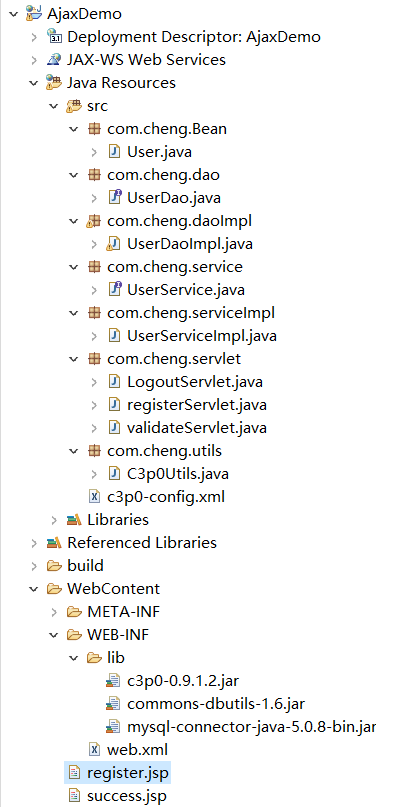 AjaxDemo
Deployment Descriptor: AjaxDemo
JAX-WS Web Services
Java Resources
src
com.cheng.Bean
User.java
com.cheng.dao
UserDao.java
com.cheng.daoImpl
UserDaoImpl.java
com.cheng.service
UserService.java
com.cheng.serviceImpl
UserServiceImpl.java
com.cheng.servlet
LogoutServlet.java
registerServlet.java
validateServlet.java
com.cheng.utils
C3p0Utils.java
c3p0-config.xml
Libraries
Referenced Libraries
build
WebContent
META-INF
WEB-INF
lib
c3p0-0.9.1.2.jar
commons-dbutils-1.6.jar
mysql-connector-java-5.0.8-bin.jar
web.xml
register.jsp
success.jsp